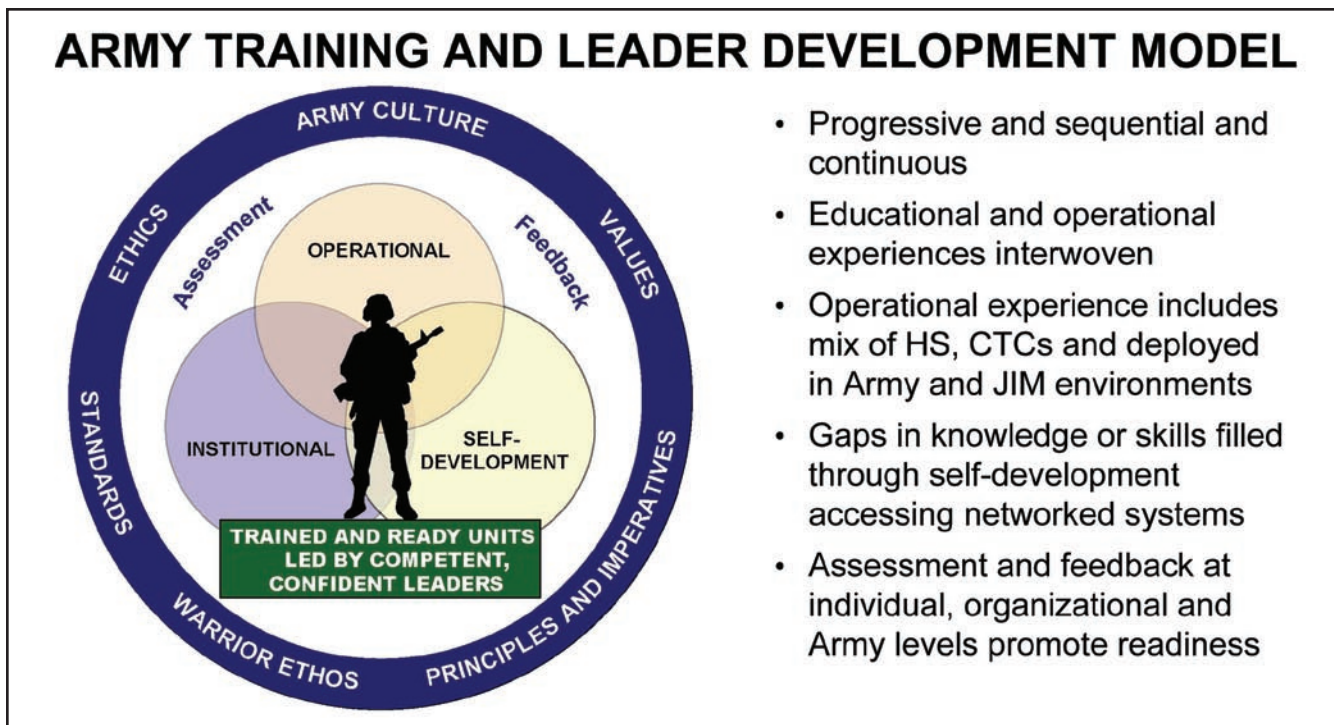 ARMY TRAINING AND LEADER DEVELOPMENT MODEL
ARMY CULTURE
ETHICS
VALUES
STANDARDS
WARRIOR ETHOS
PRINCIPLES AND IMPERATIVES
Assessment
Feedback
OPERATIONAL
INSTITUTIONAL
SELF-
DEVELOPMENT
TRAINED AND READY UNITS
LED BY COMPETENT,
CONFIDENT LEADERS
• Progressive and sequential and
continuous
• Educational and operational
experiences interwoven
• Operational experience includes
mix of HS, CTCs and deployed
in Army and JIM environments
• Gaps in knowledge or skills filled
through self-development
accessing networked systems
• Assessment and feedback at
individual, organizational and
Army levels promote readiness